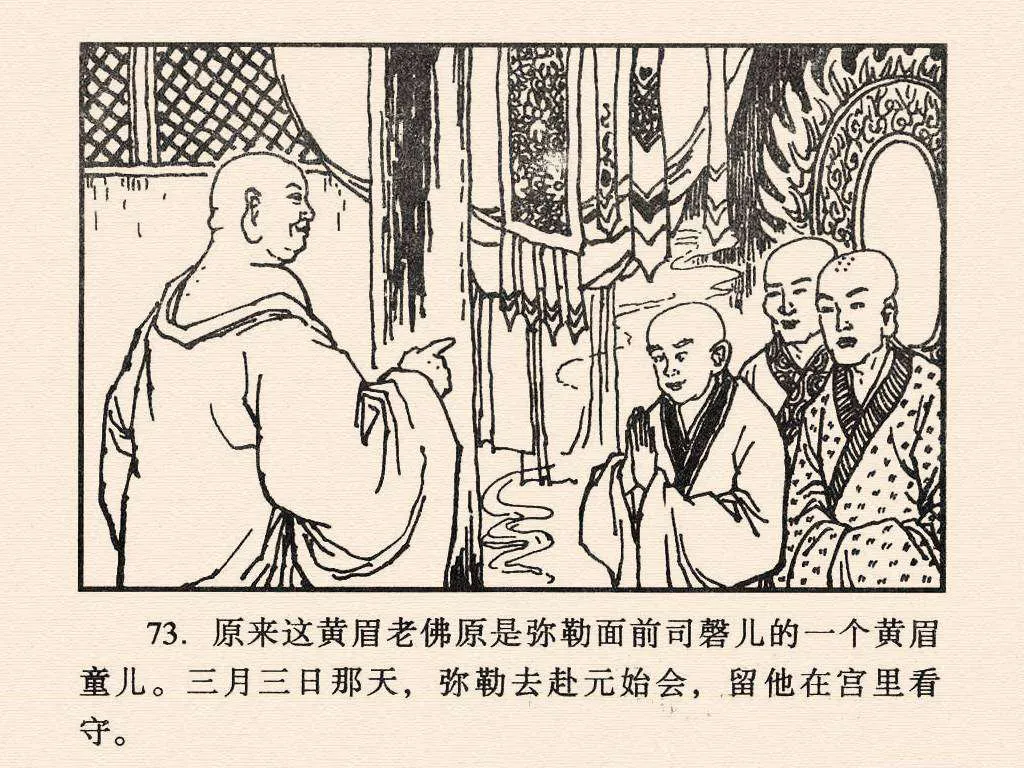 73. 原来这黄眉老佛原是弥勒面前司磬儿的一个黄眉
童儿。三月三日那天，弥勒去赴元始会，留他在宫里看
守。